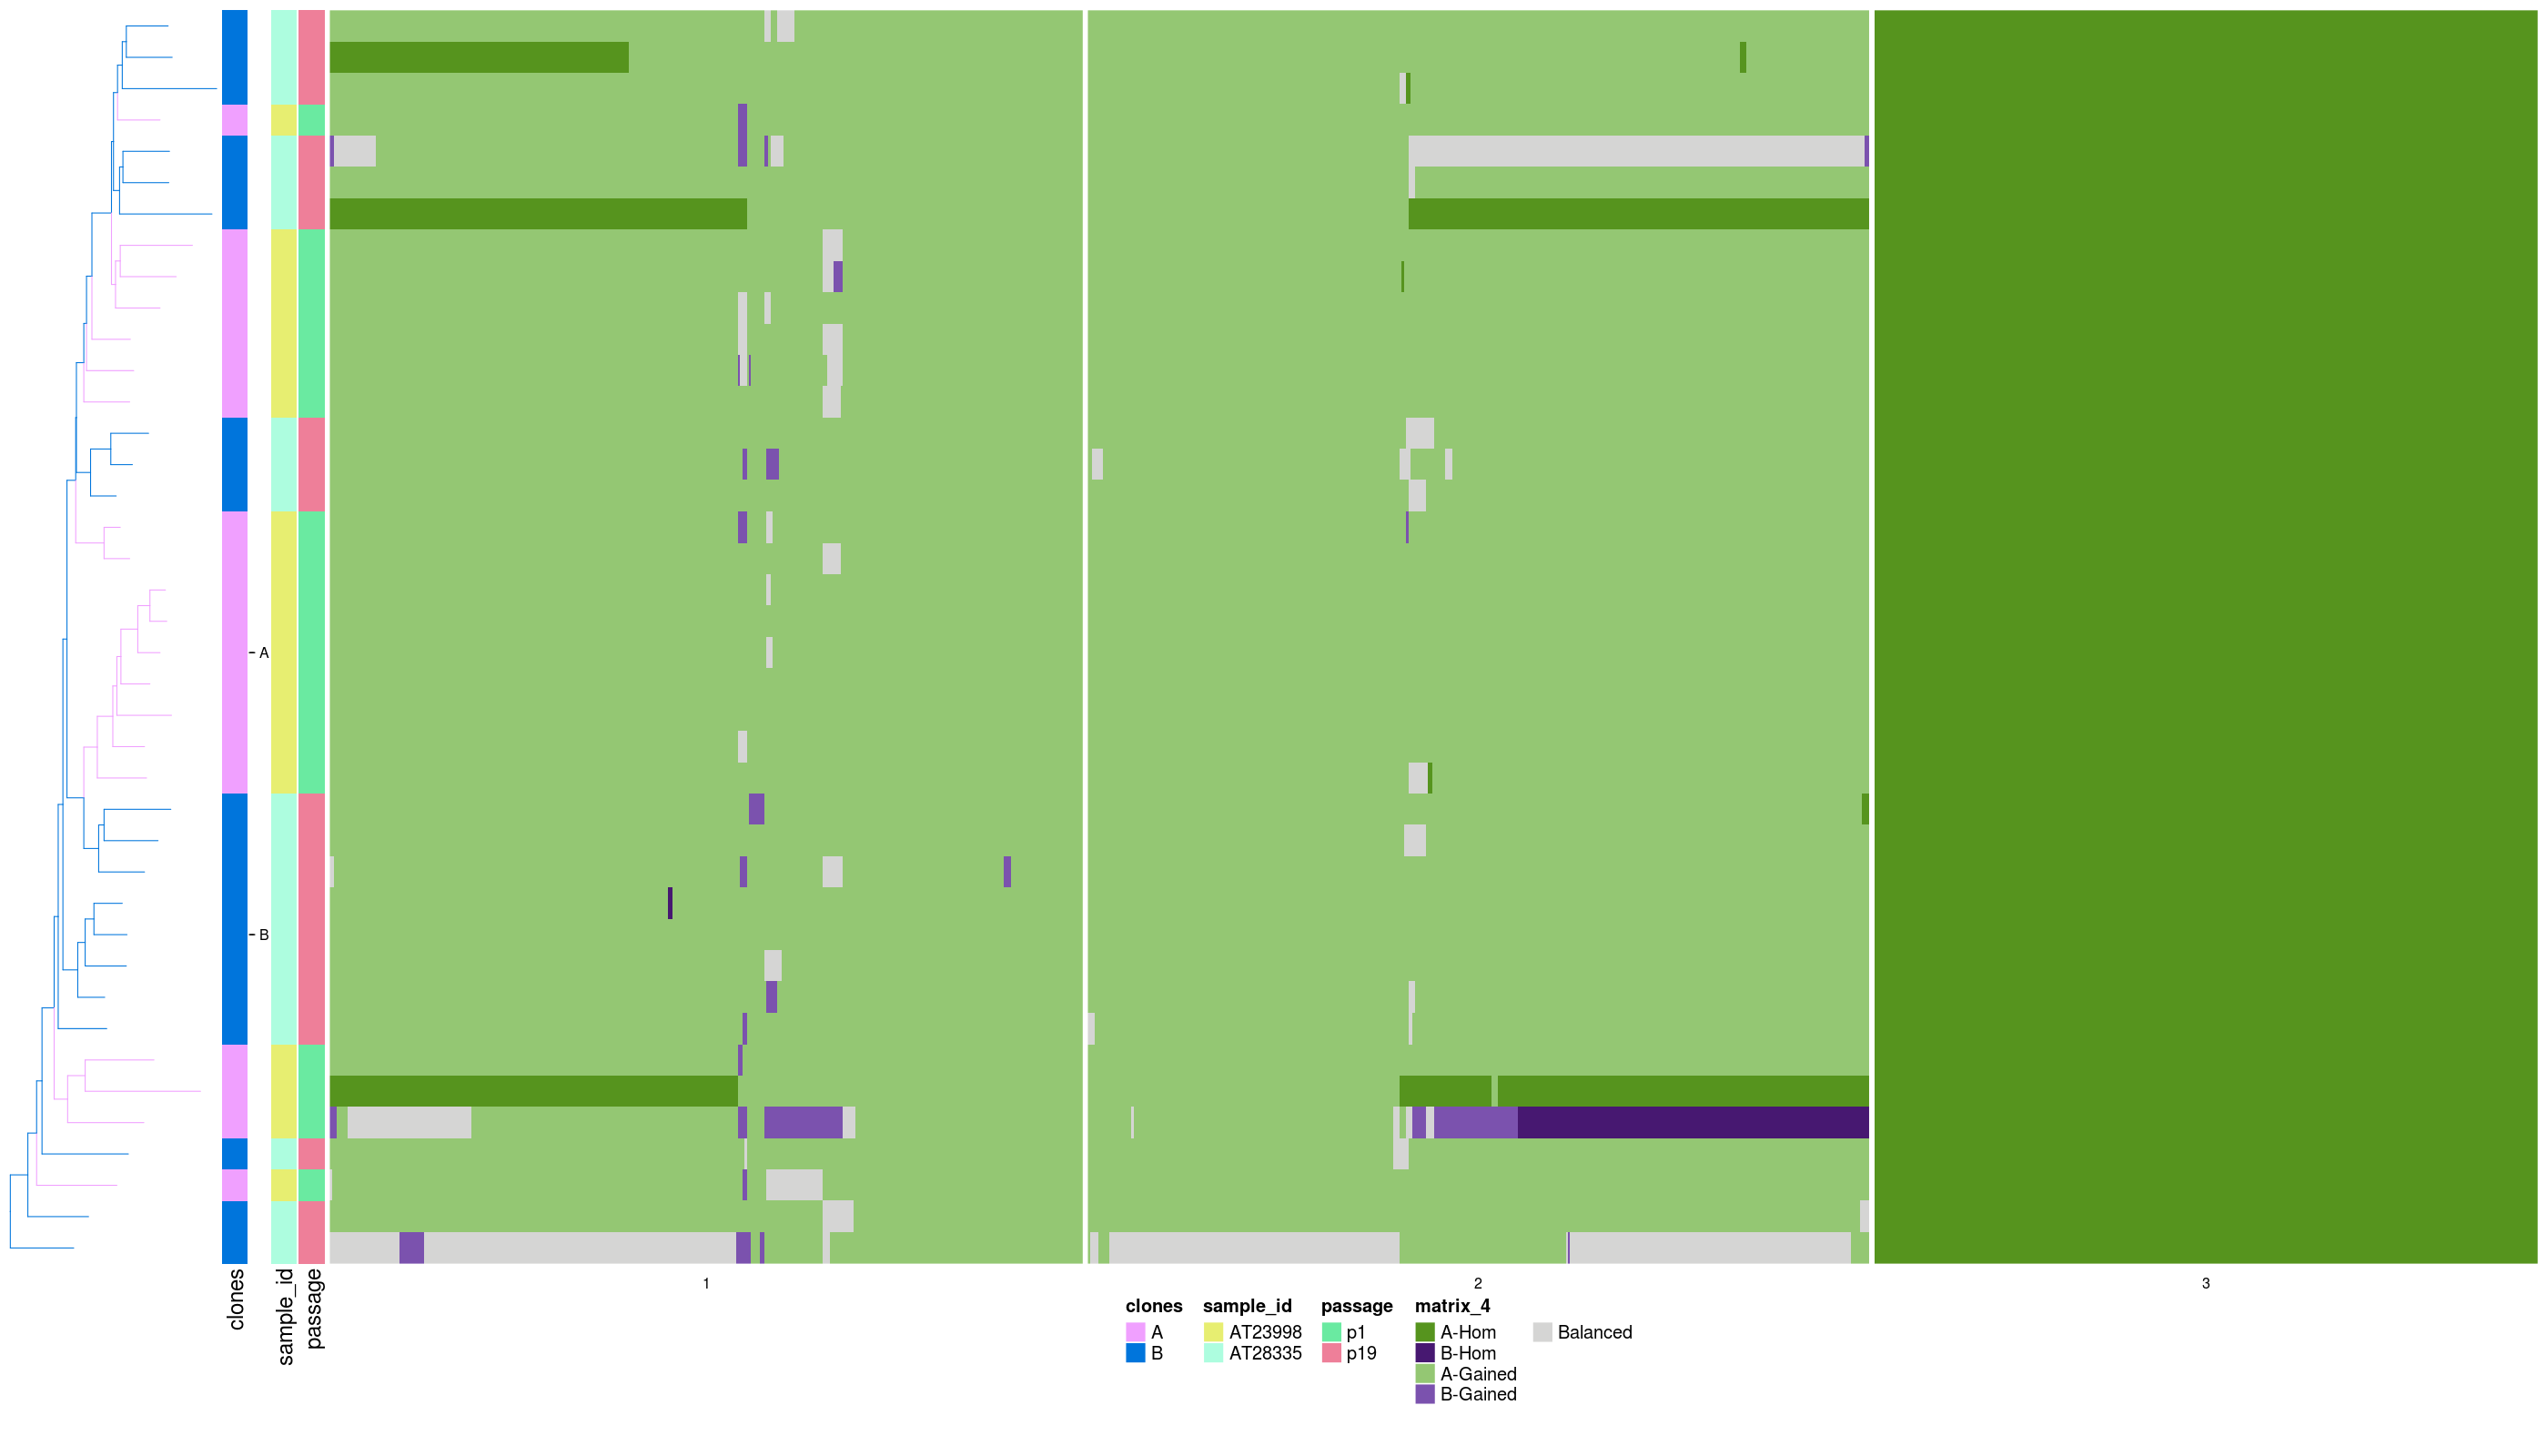 A
B
clones
sample_id
passage
1
2
3
clones sample_id passage matrix_4
A AT23998 p1 A-Hom Balanced
B AT28335 p19 B-Hom
A-Gained
B-Gained